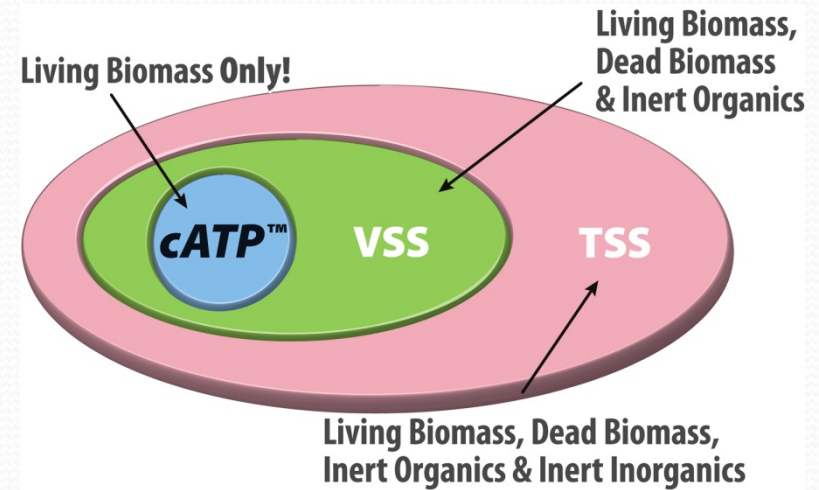 Living Biomass Only!
Living Biomass,
Dead Biomass
& Inert Organics
cATP™
VSS
TSS
Living Biomass, Dead Biomass,
Inert Organics & Inert Inorganics